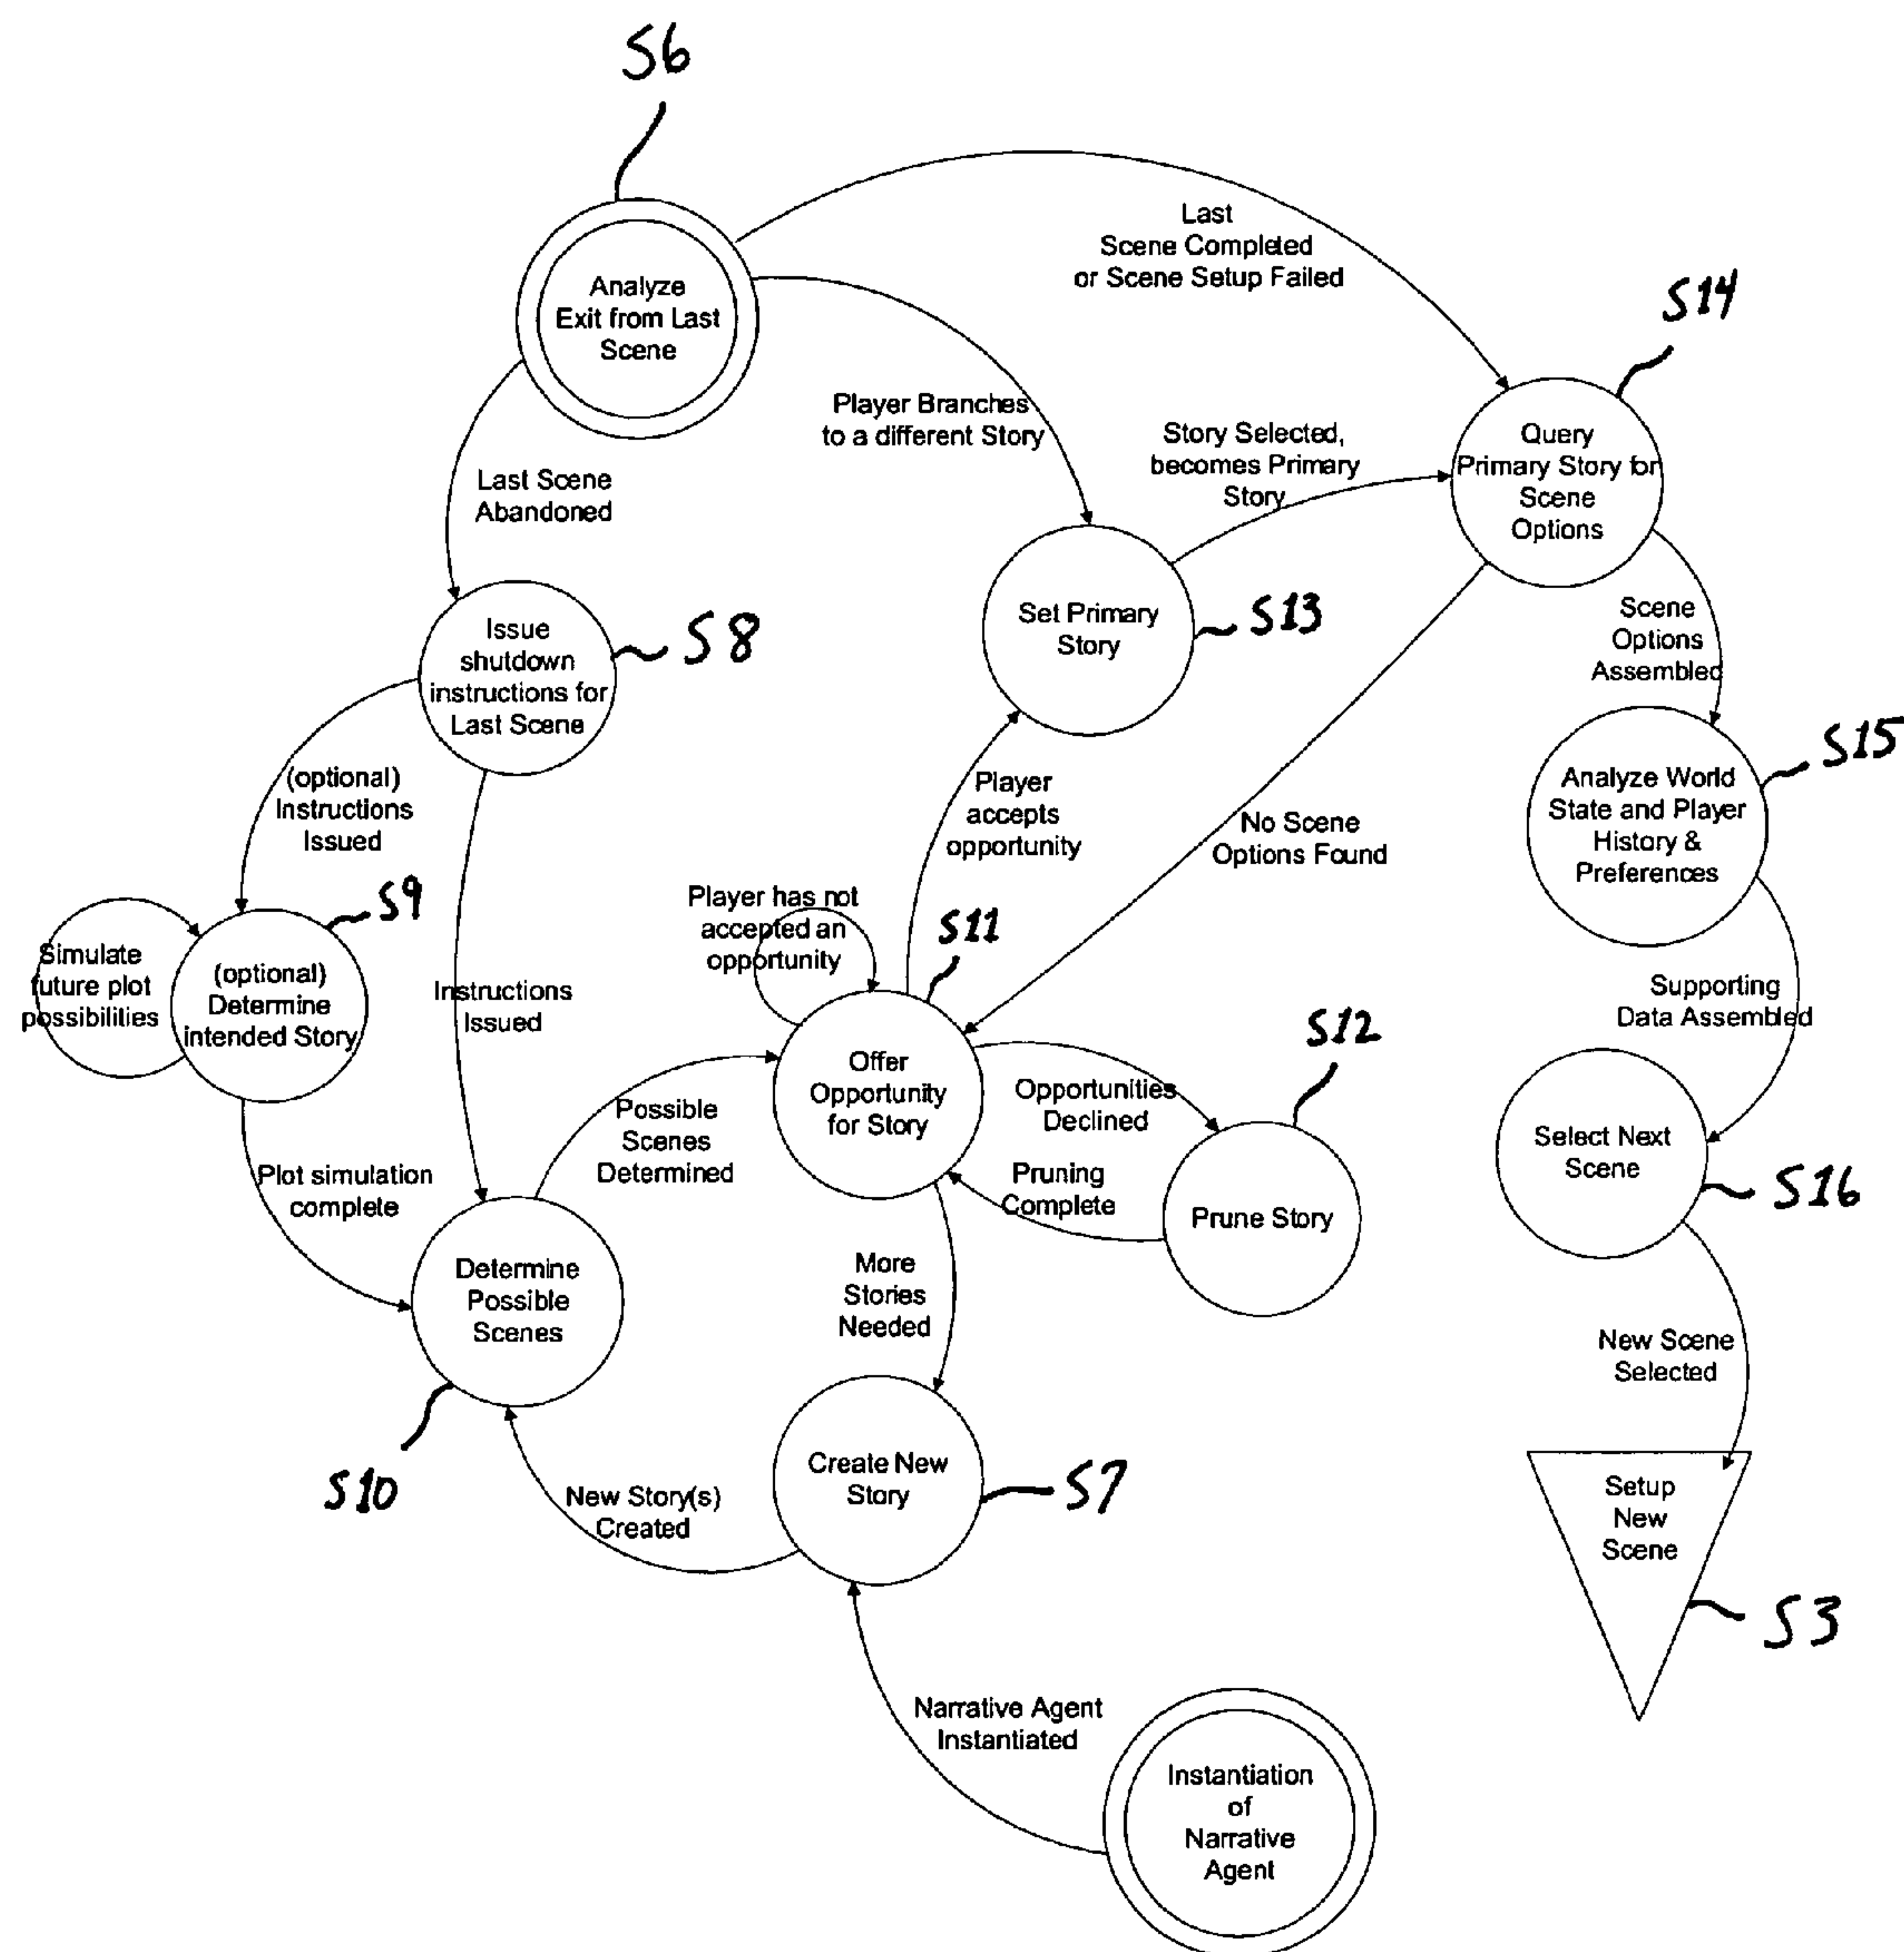 S6
Last
Scene Completed
or Scene Setup Failed
Analyze
Exit from Last
Scene
S14
Player Branches
to a different Story
Story Selected,
becomes Primary
Story
Query
Primary Story for
Scene
Options
Last Scene
Abandoned
Issue
shutdown
instructions for
Last Scene
S8
Set Primary
Story
S13
Scene
Options
Assembled
S15
(optional)
Instructions
Issued
Player
accepts
opportunity
No Scene
Options Found
Analyze World
State and Player
History &
Preferences
S9
Player has not
accepted an
opportunity
S11
Simulate
future plot
possibilities
(optional)
Determine
intended Story
Instructions
Issued
Supporting
Data Assembled
S12
Offer
Opportunity
for Story
Opportunities
Declined
Possible
Scenes
Determined
Select Next
Scene
S16
Plot simulation
complete
Pruning
Complete
Prune Story
Determine
Possible
Scenes
More
Stories
Needed
New Scene
Selected
S10
New Story(s)
Created
Create New
Story
S7
Setup
New
Scene
S3
Narrative Agent
Instantiated
Instantiation
of
Narrative
Agent